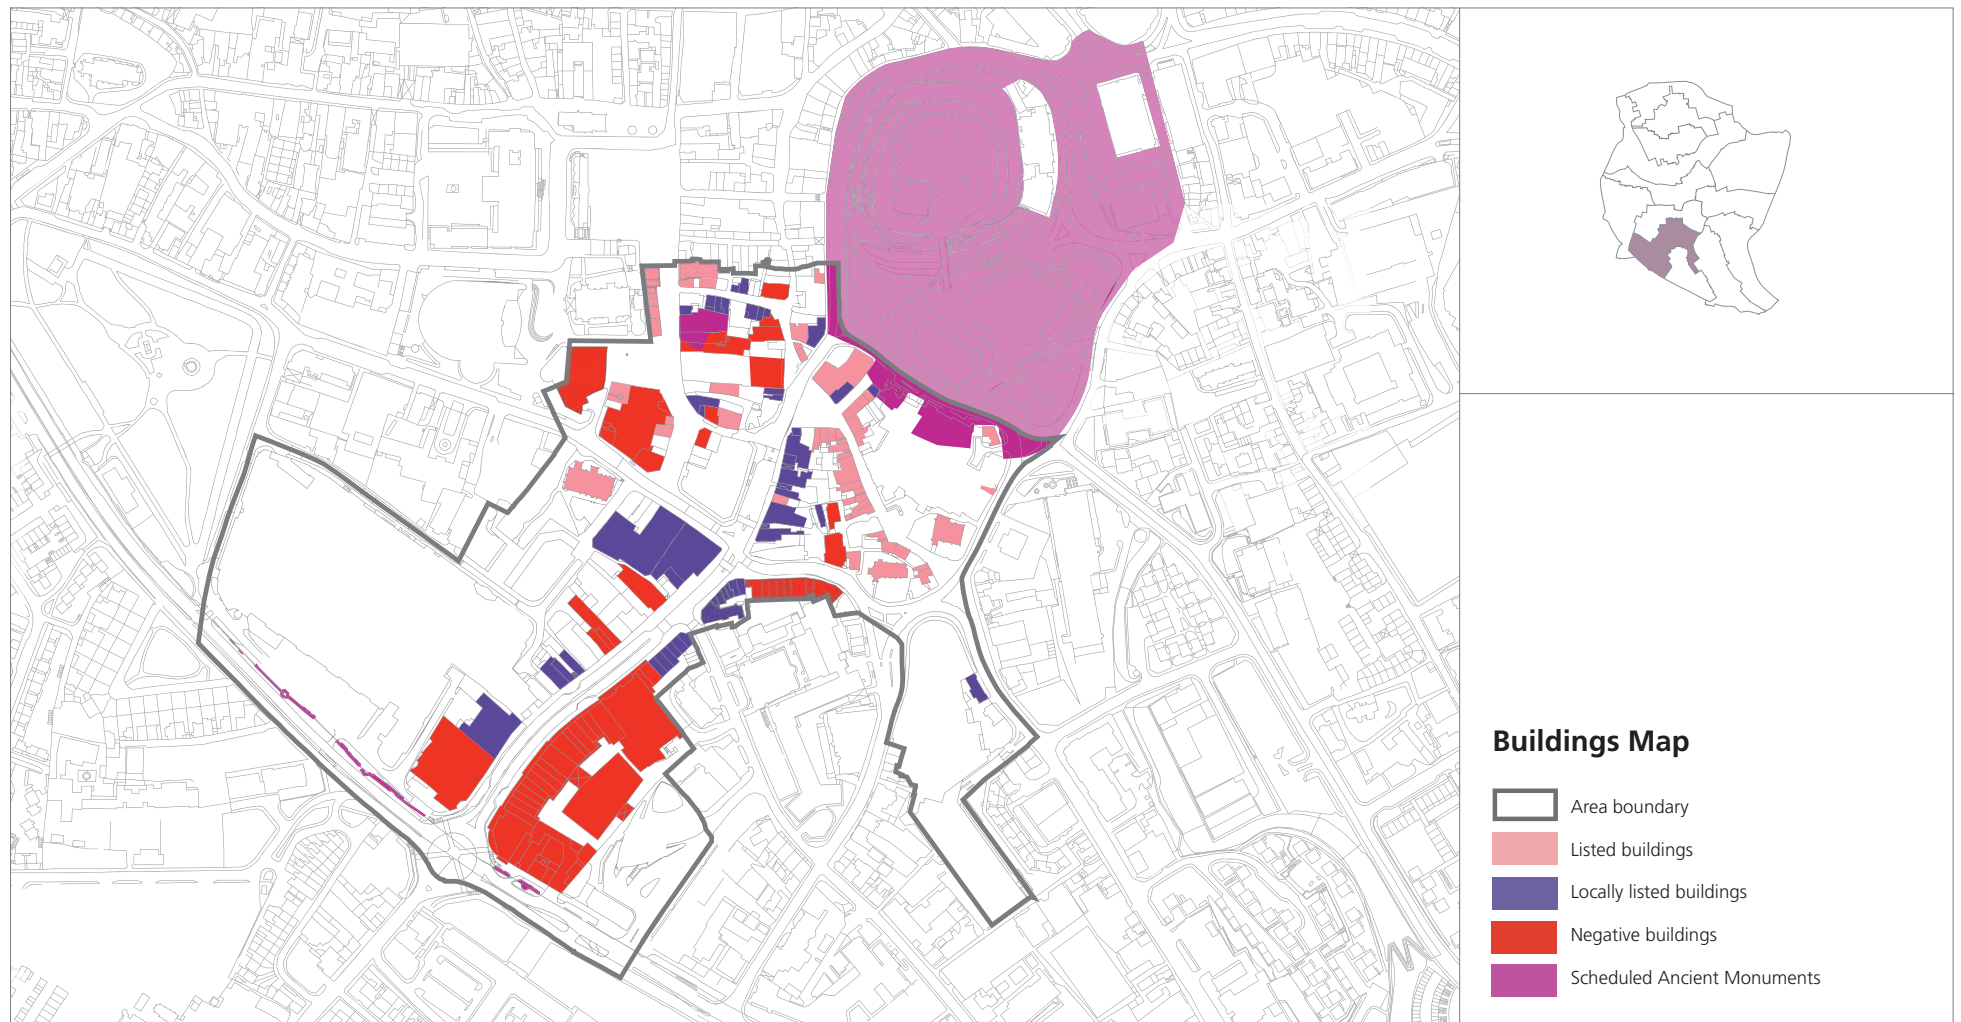 Buildings Map
Area boundary
Listed buildings
Locally listed buildings
Negative buildings
Scheduled Ancient Monuments